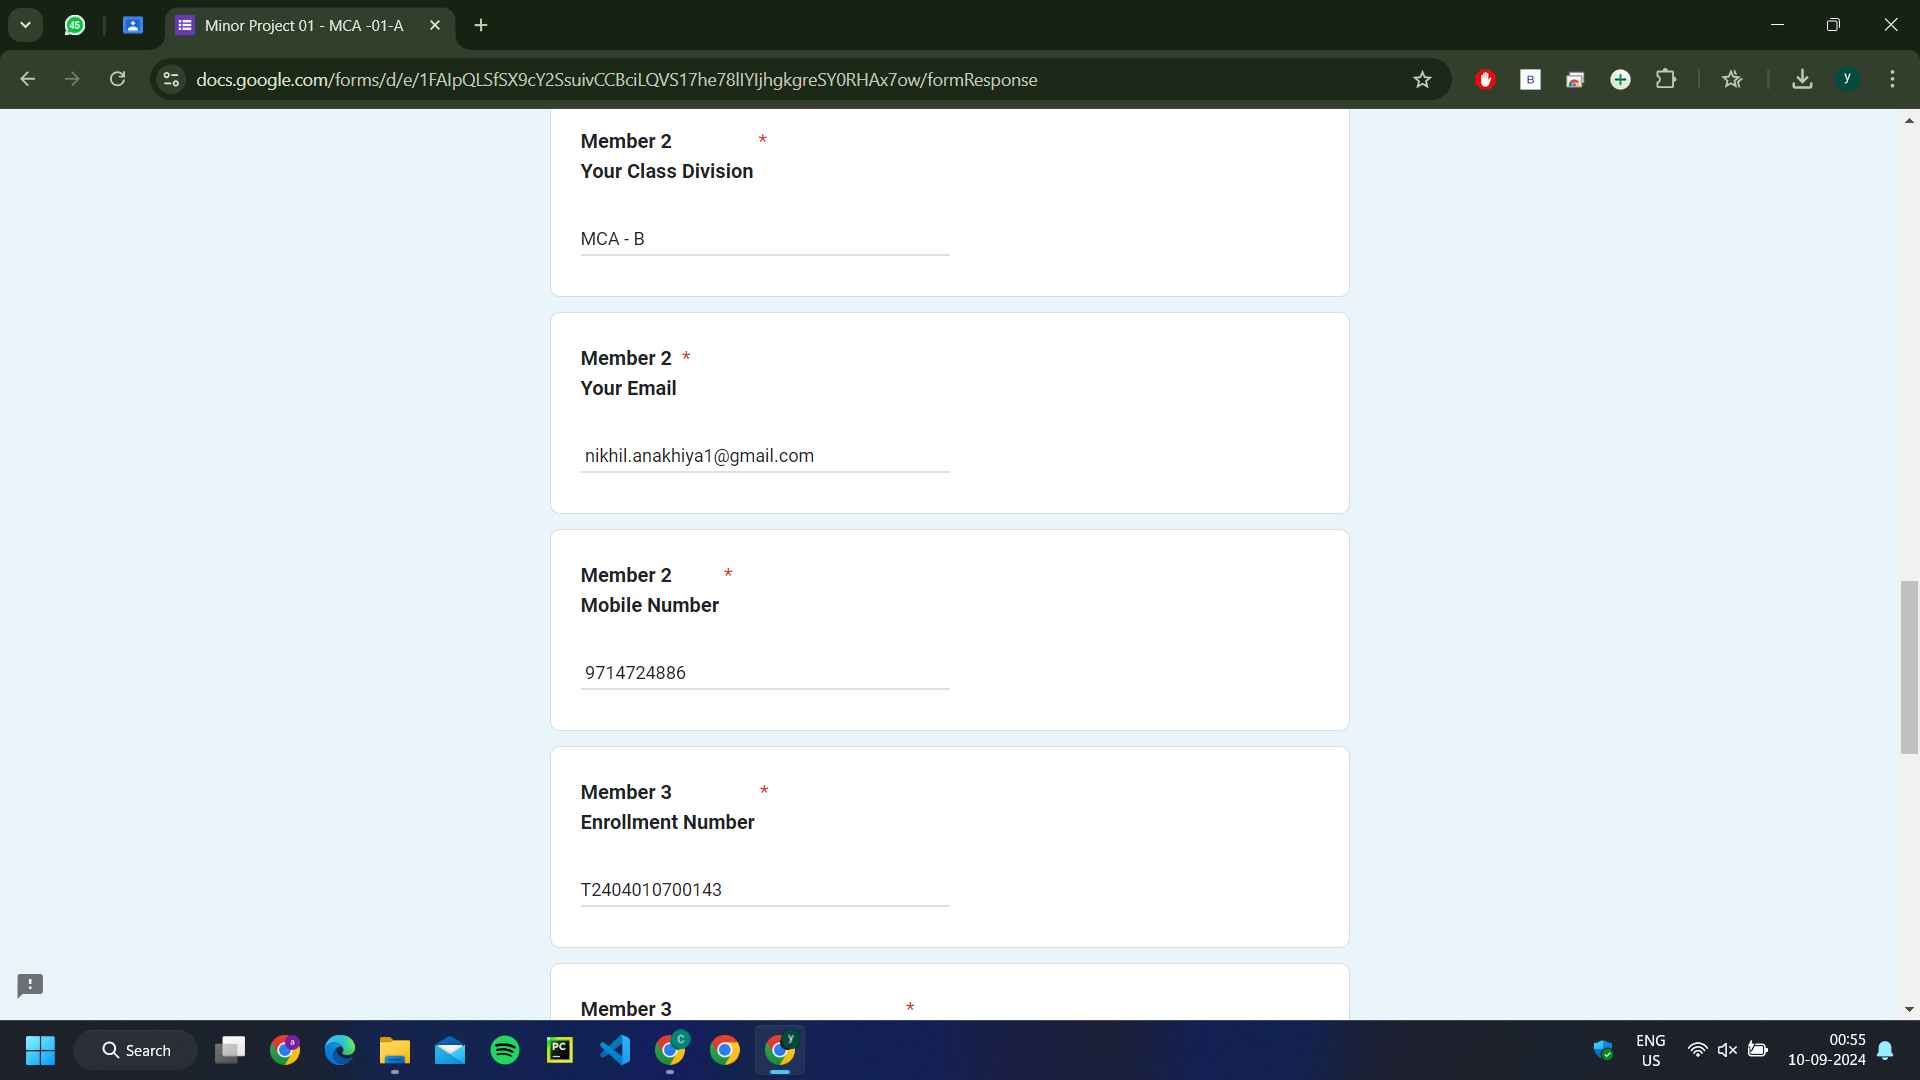 45
Minor Project 01 - MCA -01-A
docs.google.com/forms/d/e/1FAIpQLSfSX9cY2SsuivCCBciLQVS17he78lIYIjhgkgreSY0RHAx7ow/formResponse
B
y
Member 2 *
Your Class Division
MCA - B
Member 2 *
Your Email
nikhil.anakhiya1@gmail.com
Member 2 *
Mobile Number
9714724886
Member 3 *
Enrollment Number
T2404010700143
Member 3 *
Search
a
PC
C
y
ENG
US
00:55
10-09-2024